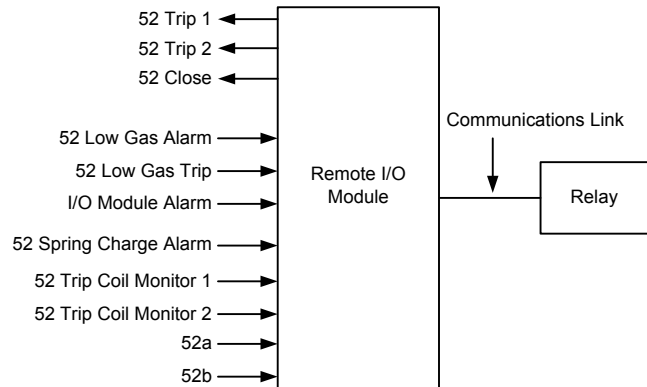 52 Trip 1
52 Trip 2
52 Close
52 Low Gas Alarm
52 Low Gas Trip
I/O Module Alarm
52 Spring Charge Alarm
52 Trip Coil Monitor 1
52 Trip Coil Monitor 2
52a
52b
Remote I/O
Module
Communications Link
Relay